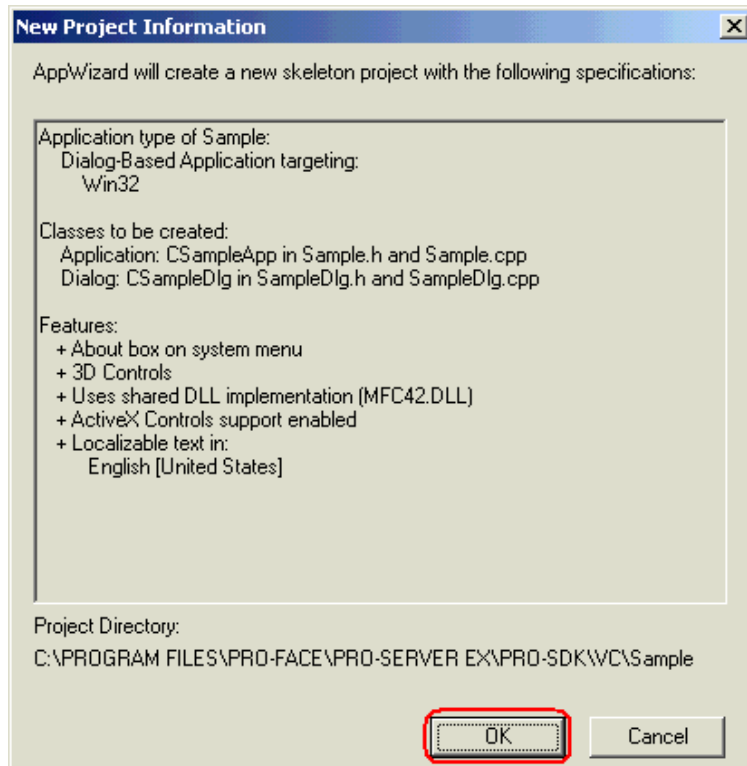 New Project Information
AppWizard will create a new skeleton project with the following specifications:
Application type of Sample:
Dialog-Based Application targeting:
Win32
Classes to be created:
Application: CSampleApp in Sample.h and Sample.cpp
Dialog: CSampleDlg in SampleDlg.h and SampleDlg.cpp
Features:
+ About box on system menu
+ 3D Controls
+ Uses shared DLL implementation (MFC42.DLL)
+ ActiveX Controls support enabled
+ Localizable text in:
English [United States]
Project Directory:
C:\PROGRAM FILES\PRO-FACE\PRO-SERVER EX\PRO-SDK\VC\Sample
OK
Cancel